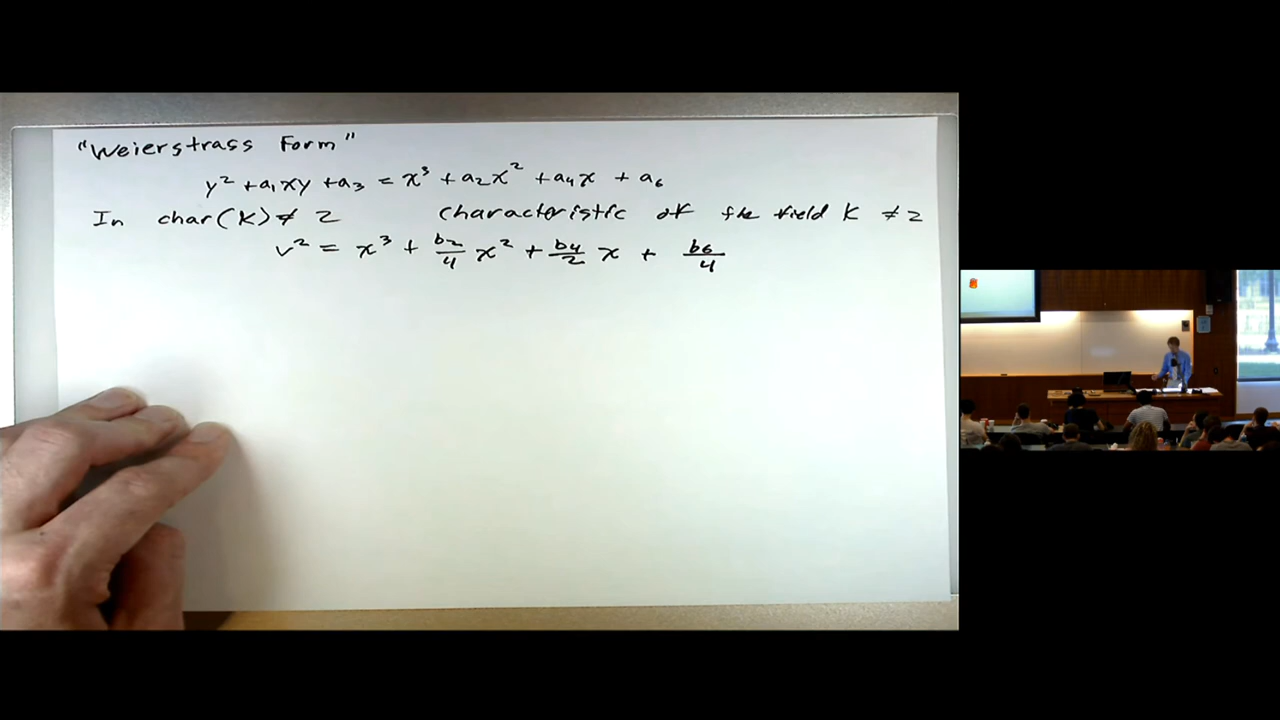 "Weierstrass Form"
y² + a₁xy + a₃ = x³ + a₂x² + a₄x + a₆
In char(K) ≠ 2 Characteristic of the field K ≠ 2
v² = x³ + b₂/4 x² + b₄/2 x + b₆/4